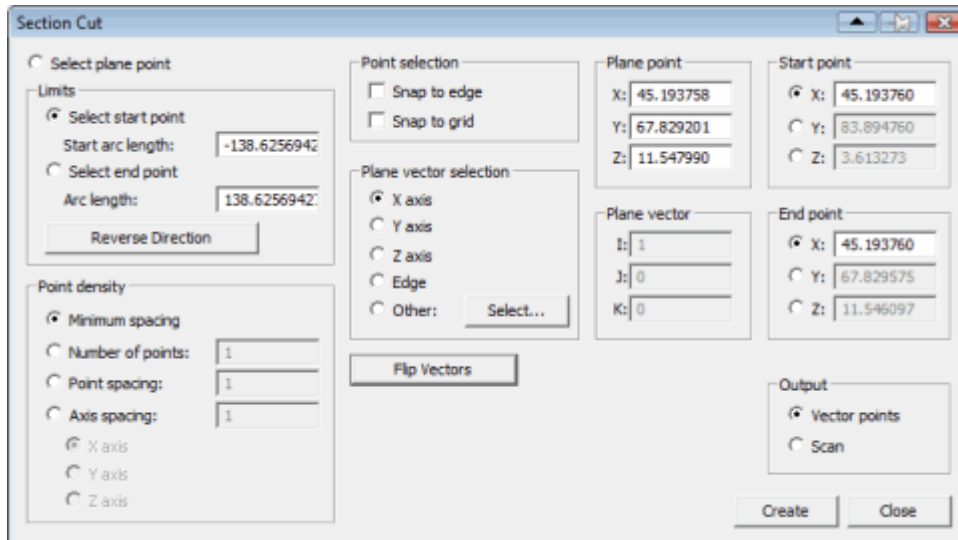 Section Cut
Select plane point
Limits
Select start point
Start arc length: -138.6256942
Select end point
Arc length: 138.6256942
Reverse Direction
Point density
Minimum spacing
Number of points: 1
Point spacing: 1
Axis spacing: 1
X axis
Y axis
Z axis
Point selection
Snap to edge
Snap to grid
Plane vector selection
X axis
Y axis
Z axis
Edge
Other: Select...
Flip Vectors
Plane point
X: 45.193758
Y: 67.829201
Z: 11.547990
Plane vector
I: 1
J: 0
K: 0
Start point
X: 45.193760
Y: 83.894760
Z: 3.613273
End point
X: 45.193760
Y: 67.829575
Z: 11.546097
Output
Vector points
Scan
Create Close